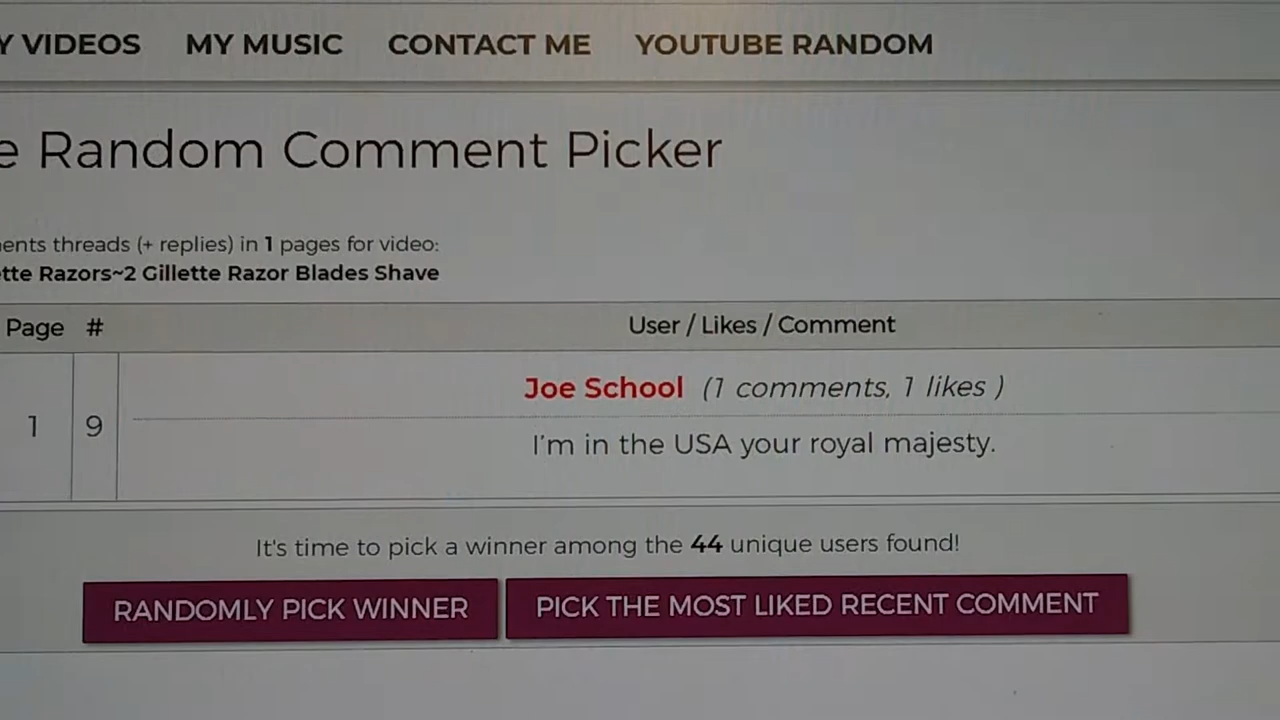 Y VIDEOS MY MUSIC CONTACT ME YOUTUBE RANDOM
e Random Comment Picker
ents threads (+ replies) in 1 pages for video:
tte Razors~2 Gillette Razor Blades Shave
Page # User / Likes / Comment
Joe School (1 comments, 1 likes )
1 9
I'm in the USA your royal majesty.
It's time to pick a winner among the 44 unique users found!
RANDOMLY PICK WINNER PICK THE MOST LIKED RECENT COMMENT